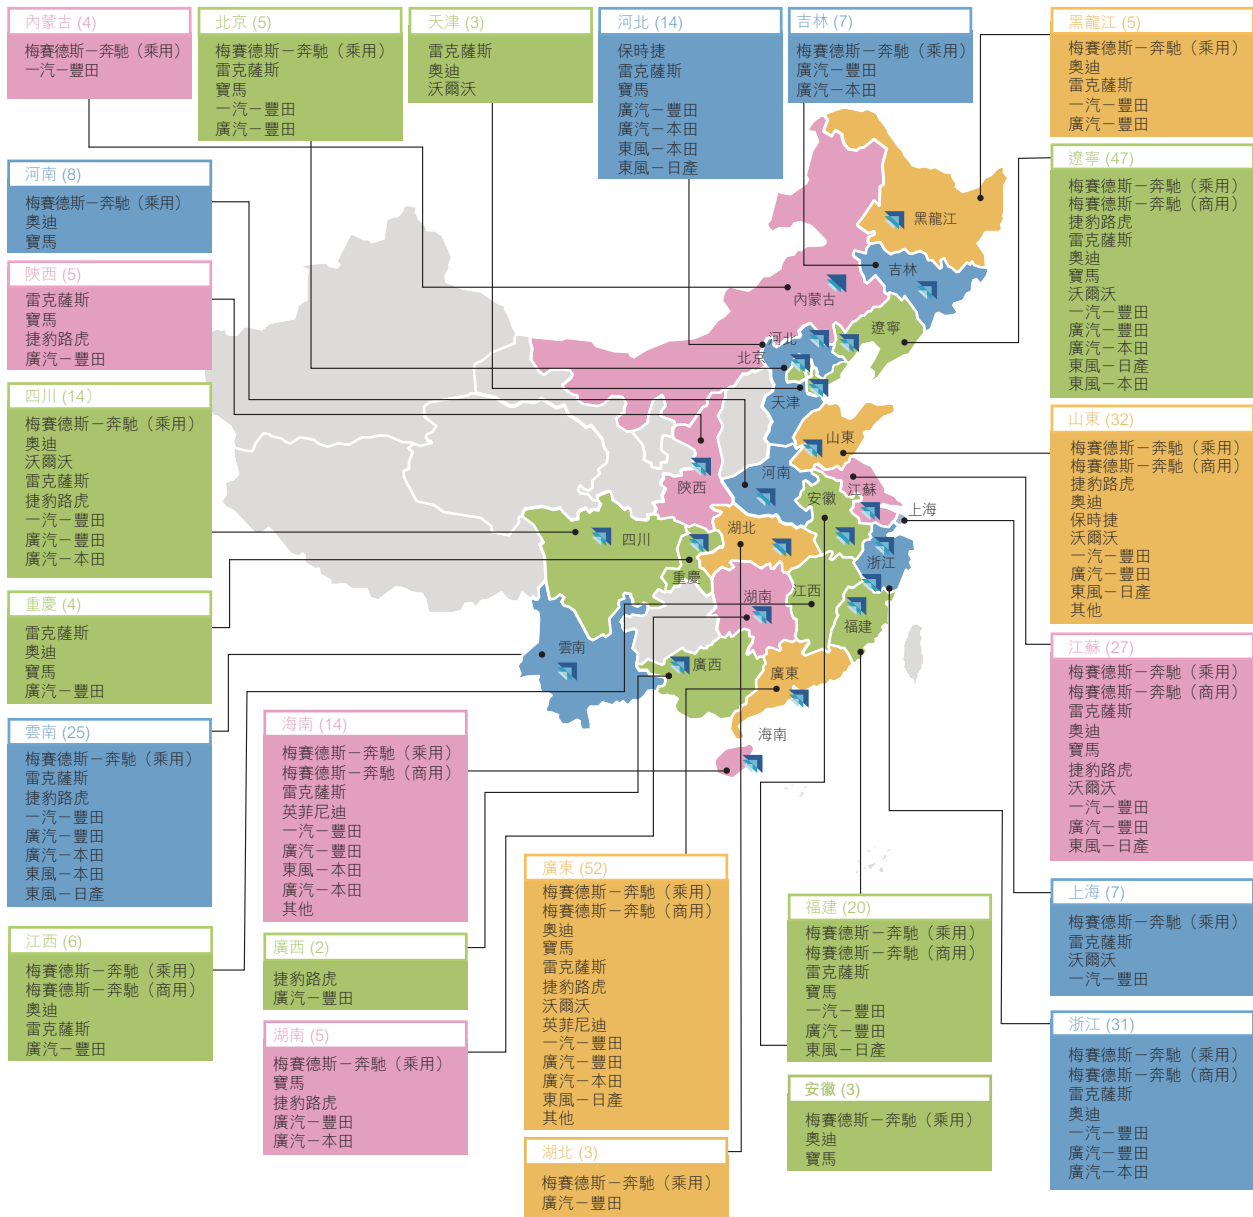 內蒙古 (4)
梅賽德斯－奔馳（乘用）
一汽－豐田
北京 (5)
梅賽德斯－奔馳（乘用）
雷克薩斯
寶馬
一汽－豐田
廣汽－豐田
天津 (3)
雷克薩斯
奧迪
沃爾沃
河北 (14)
保時捷
雷克薩斯
寶馬
廣汽－豐田
廣汽－本田
東風－本田
東風－日產
吉林 (7)
梅賽德斯－奔馳（乘用）
廣汽－豐田
廣汽－本田
黑龍江 (5)
梅賽德斯－奔馳（乘用）
奧迪
雷克薩斯
一汽－豐田
廣汽－豐田
河南 (8)
梅賽德斯－奔馳（乘用）
奧迪
寶馬
遼寧 (47)
梅賽德斯－奔馳（乘用）
梅賽德斯－奔馳（商用）
捷豹路虎
雷克薩斯
奧迪
寶馬
沃爾沃
一汽－豐田
廣汽－豐田
廣汽－本田
東風－日產
東風－本田
陝西 (5)
雷克薩斯
寶馬
捷豹路虎
廣汽－豐田
四川 (14）
梅賽德斯－奔馳（乘用）
奧迪
沃爾沃
雷克薩斯
捷豹路虎
一汽－豐田
廣汽－豐田
廣汽－本田
山東 (32)
梅賽德斯－奔馳（乘用）
梅賽德斯－奔馳（商用）
捷豹路虎
奧迪
保時捷
沃爾沃
一汽－豐田
廣汽－豐田
東風－日產
其他
重慶 (4)
雷克薩斯
奧迪
寶馬
廣汽－豐田
江蘇 (27)
梅賽德斯－奔馳（乘用）
梅賽德斯－奔馳（商用）
雷克薩斯
奧迪
寶馬
捷豹路虎
沃爾沃
一汽－豐田
廣汽－豐田
東風－日產
雲南 (25)
梅賽德斯－奔馳（乘用）
雷克薩斯
捷豹路虎
一汽－豐田
廣汽－豐田
廣汽－本田
東風－本田
東風－日產
海南 (14)
梅賽德斯－奔馳（乘用）
梅賽德斯－奔馳（商用）
雷克薩斯
英菲尼迪
一汽－豐田
廣汽－豐田
東風－本田
廣汽－本田
其他
廣東 (52)
梅賽德斯－奔馳（乘用）
梅賽德斯－奔馳（商用）
奧迪
寶馬
雷克薩斯
捷豹路虎
沃爾沃
英菲尼迪
一汽－豐田
廣汽－豐田
廣汽－本田
東風－日產
其他
福建 (20)
梅賽德斯－奔馳（乘用）
梅賽德斯－奔馳（商用）
雷克薩斯
寶馬
一汽－豐田
廣汽－豐田
東風－日產
上海 (7)
梅賽德斯－奔馳（乘用）
雷克薩斯
沃爾沃
一汽－豐田
江西 (6)
梅賽德斯－奔馳（乘用）
梅賽德斯－奔馳（商用）
奧迪
雷克薩斯
廣汽－豐田
廣西 (2)
捷豹路虎
廣汽－豐田
湖南 (5)
梅賽德斯－奔馳（乘用）
寶馬
捷豹路虎
廣汽－豐田
廣汽－本田
浙江 (31)
梅賽德斯－奔馳（乘用）
梅賽德斯－奔馳（商用）
雷克薩斯
奧迪
一汽－豐田
廣汽－豐田
廣汽－本田
安徽 (3)
梅賽德斯－奔馳（乘用）
奧迪
寶馬
湖北 (3)
梅賽德斯－奔馳（乘用）
廣汽－豐田
黑龍江
吉林
內蒙古
遼寧
河北
北京
天津
山東
河南
陝西
江蘇
安徽
上海
湖北
四川
浙江
重慶
江西
湖南
福建
雲南
廣西
廣東
海南